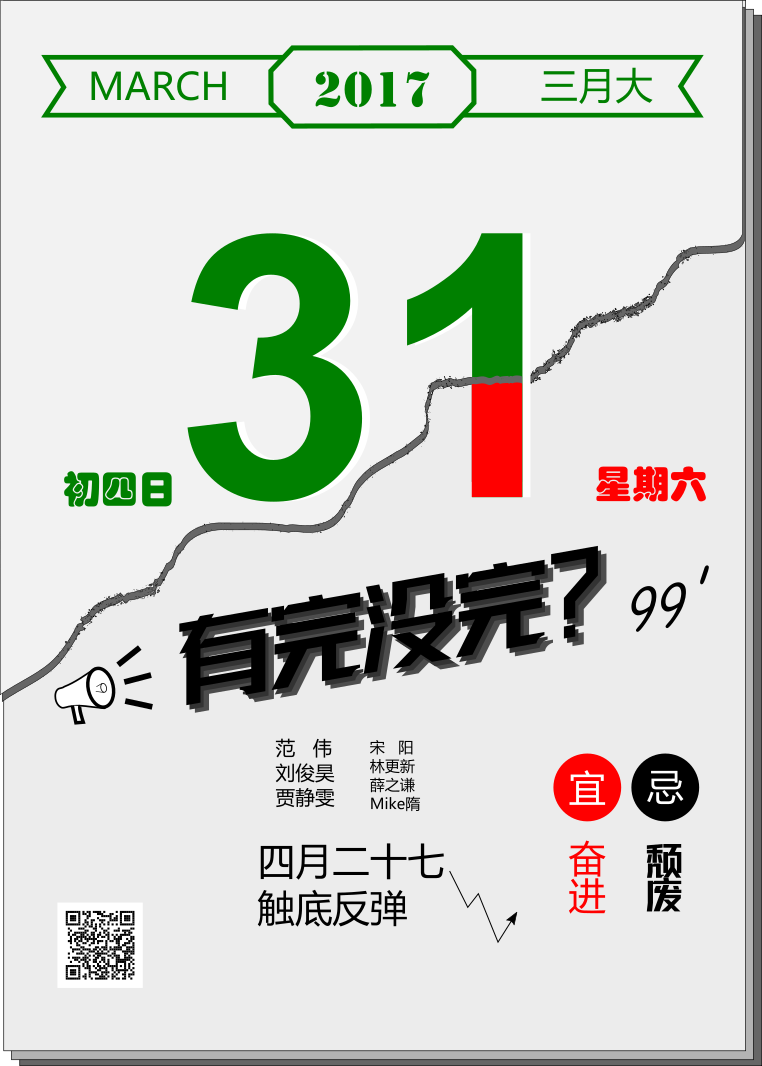 MARCH 2017 三月大
31
初四日 星期六
有完没完?
99'
范 伟
刘俊昊
贾静雯
宋 阳
林更新
薛之谦
Mike隋
四月二十七
触底反弹
宜 忌
奋进
颓废